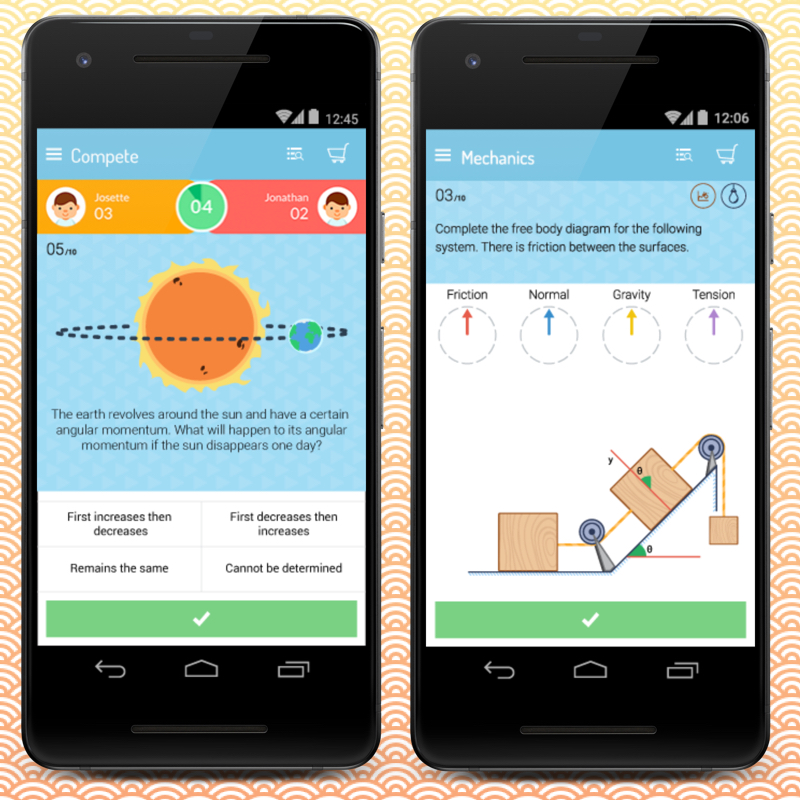 12:45
Compete
Josette
03
04
Jonathan
02
05/10
The earth revolves around the sun and have a certain
angular momentum. What will happen to its angular
momentum if the sun disappears one day?
First increases then
decreases
First decreases then
increases
Remains the same
Cannot be determined
12:06
Mechanics
03/10
Complete the free body diagram for the following
system. There is friction between the surfaces.
Friction
Normal
Gravity
Tension
y
θ
θ